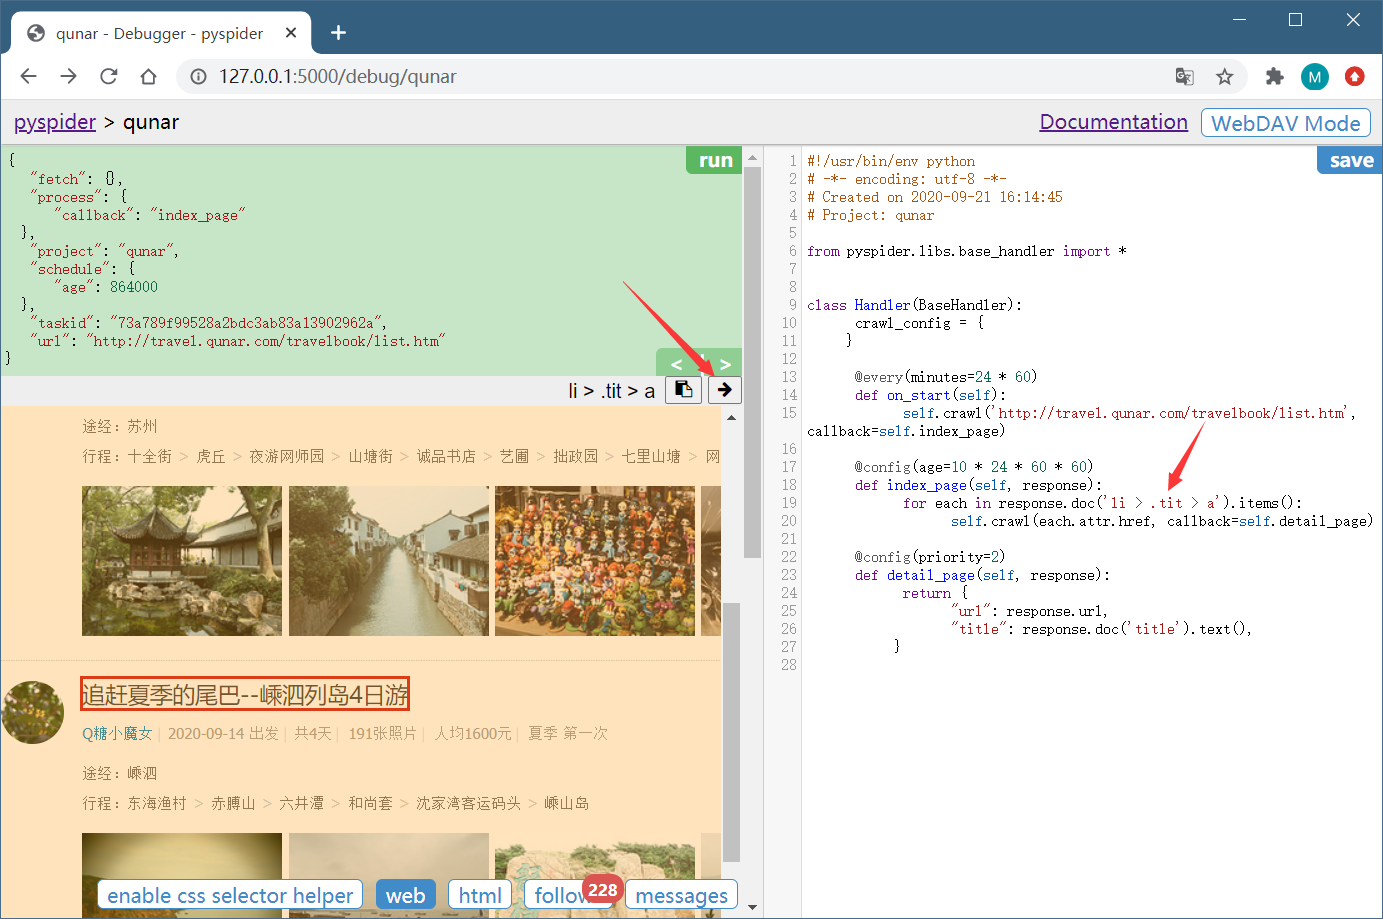 qunar - Debugger - pyspider
127.0.0.1:5000/debug/qunar
M
pyspider > qunar
Documentation
WebDAV Mode
{
"fetch": {},
"process": {
"callback": "index_page"
},
"project": "qunar",
"schedule": {
"age": 864000
},
"taskid": "73a789f99528a2bdc3ab83a13902962a",
"url": "http://travel.qunar.com/travelbook/list.htm"
}
run
< | >
li > .tit > a
途经：苏州
行程：十全街 > 虎丘 > 夜游网师园 > 山塘街 > 诚品书店 > 艺圃 > 拙政园 > 七里山塘 > 网
追赶夏季的尾巴--嵊泗列岛4日游
Q糖小魔女 | 2020-09-14 出发 | 共4天 | 191张照片 | 人均1600元 | 夏季 第一次
途经：嵊泗
行程：东海渔村 > 赤膊山 > 六井潭 > 和尚套 > 沈家湾客运码头 > 嵊山岛
enable css selector helper
web
html
follow
228
messages
save
1 #!/usr/bin/env python
2 # -*- encoding: utf-8 -*-
3 # Created on 2020-09-21 16:14:45
4 # Project: qunar
5
6 from pyspider.libs.base_handler import *
7
8
9 class Handler(BaseHandler):
10 crawl_config = {
11 }
12
13 @every(minutes=24 * 60)
14 def on_start(self):
15 self.crawl('http://travel.qunar.com/travelbook/list.htm',
callback=self.index_page)
16
17 @config(age=10 * 24 * 60 * 60)
18 def index_page(self, response):
19 for each in response.doc('li > .tit > a').items():
20 self.crawl(each.attr.href, callback=self.detail_page)
21
22 @config(priority=2)
23 def detail_page(self, response):
24 return {
25 "url": response.url,
26 "title": response.doc('title').text(),
27 }
28